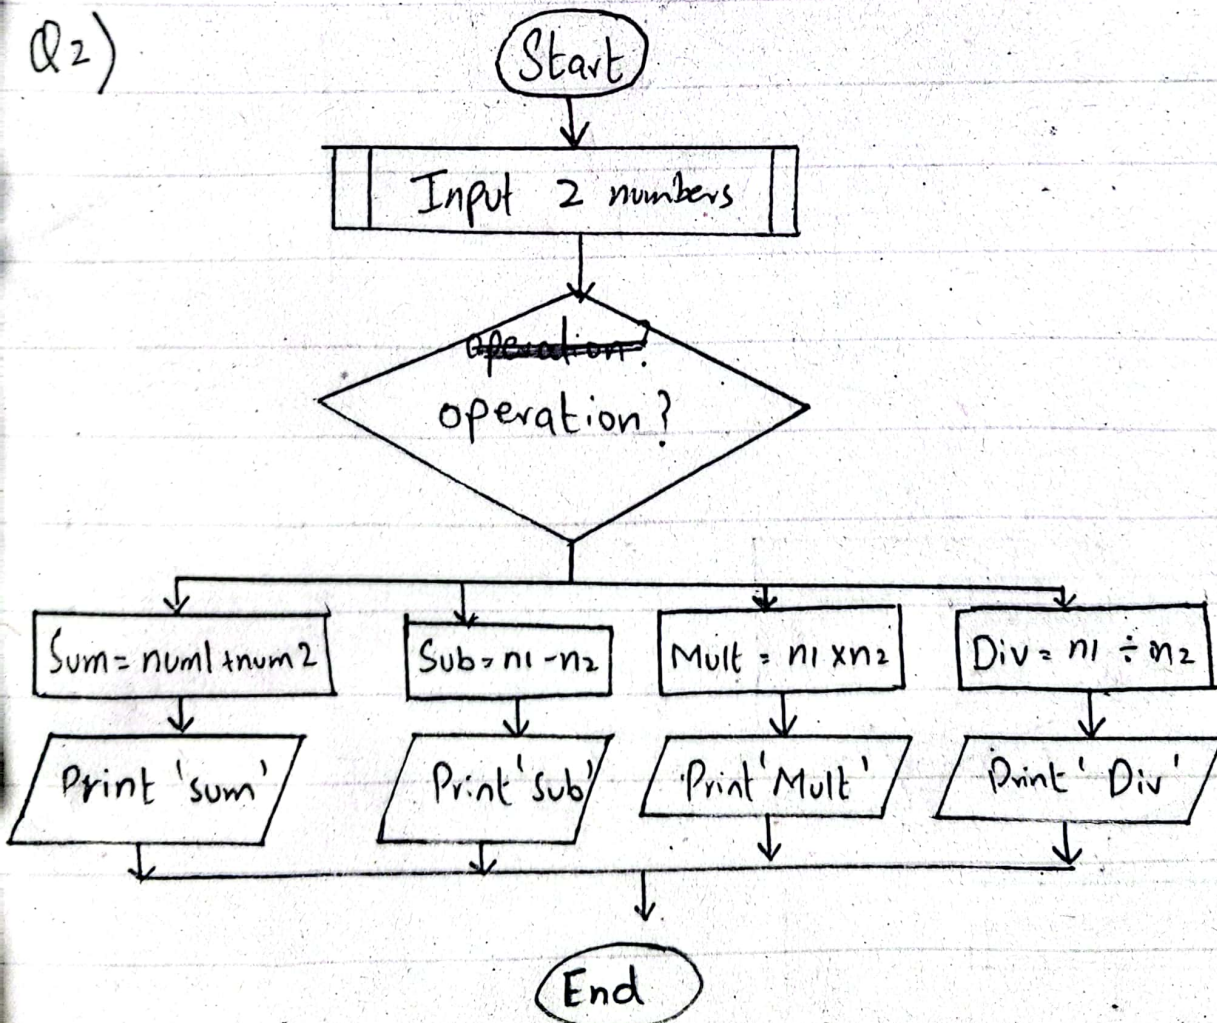 Q2)
Start
Input 2 numbers
operation?
operation?
Sum = num1 + num2
Sub = n1 - n2
Mult = n1 x n2
Div = n1 ÷ n2
Print 'sum'
Print 'sub'
Print 'Mult'
Print 'Div'
End